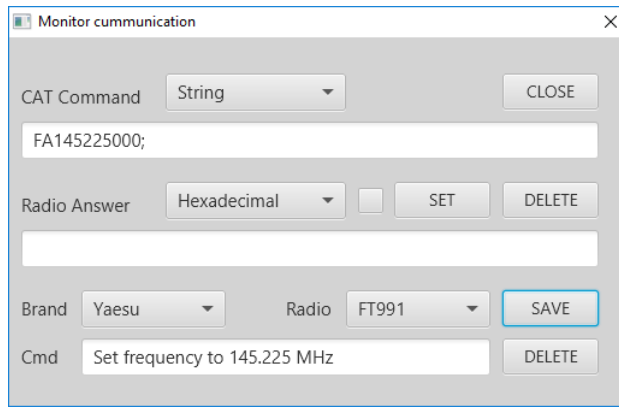 Monitor cummunication
CAT Command String CLOSE
FA145225000;
Radio Answer Hexadecimal SET DELETE
Brand Yaesu Radio FT991 SAVE
Cmd Set frequency to 145.225 MHz DELETE